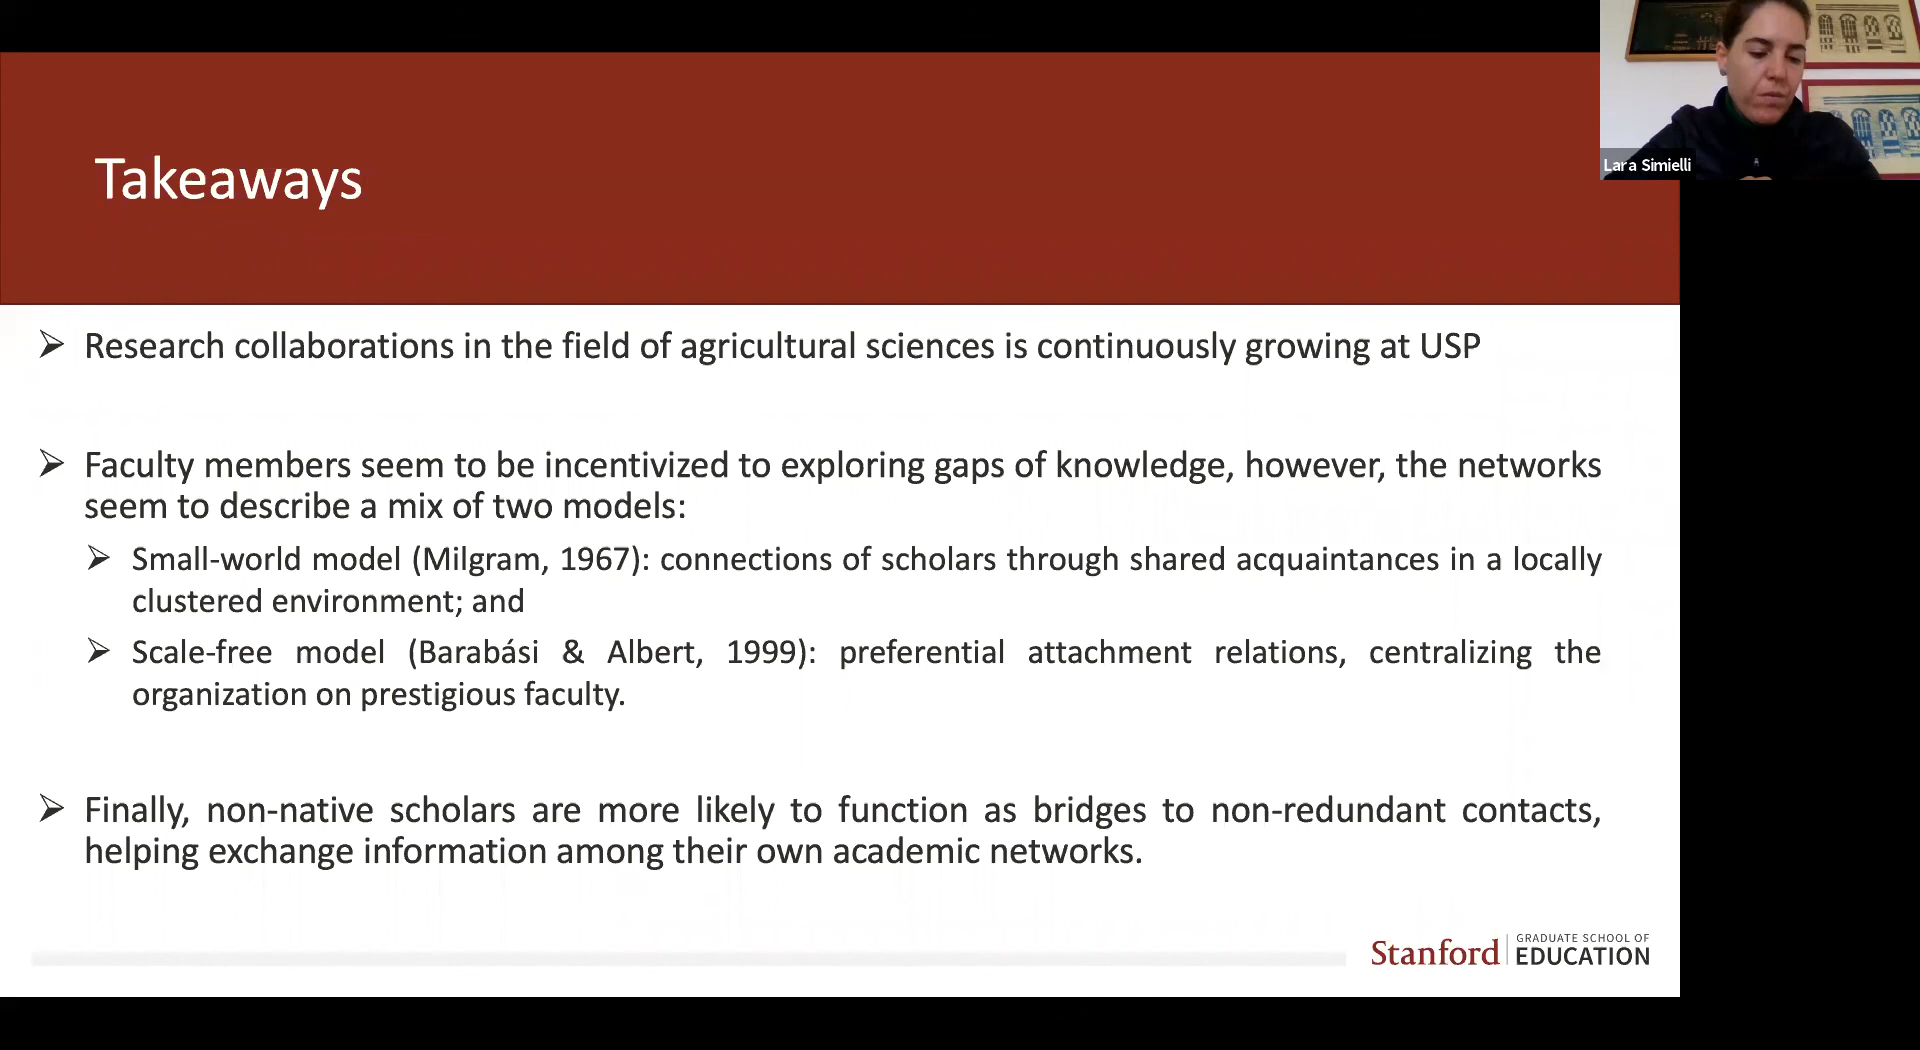 Lara Simielli
Takeaways
Research collaborations in the field of agricultural sciences is continuously growing at USP
Faculty members seem to be incentivized to exploring gaps of knowledge, however, the networks
seem to describe a mix of two models:
Small-world model (Milgram, 1967): connections of scholars through shared acquaintances in a locally
clustered environment; and
Scale-free model (Barabási & Albert, 1999): preferential attachment relations, centralizing the
organization on prestigious faculty.
Finally, non-native scholars are more likely to function as bridges to non-redundant contacts,
helping exchange information among their own academic networks.
Stanford
GRADUATE SCHOOL OF
EDUCATION